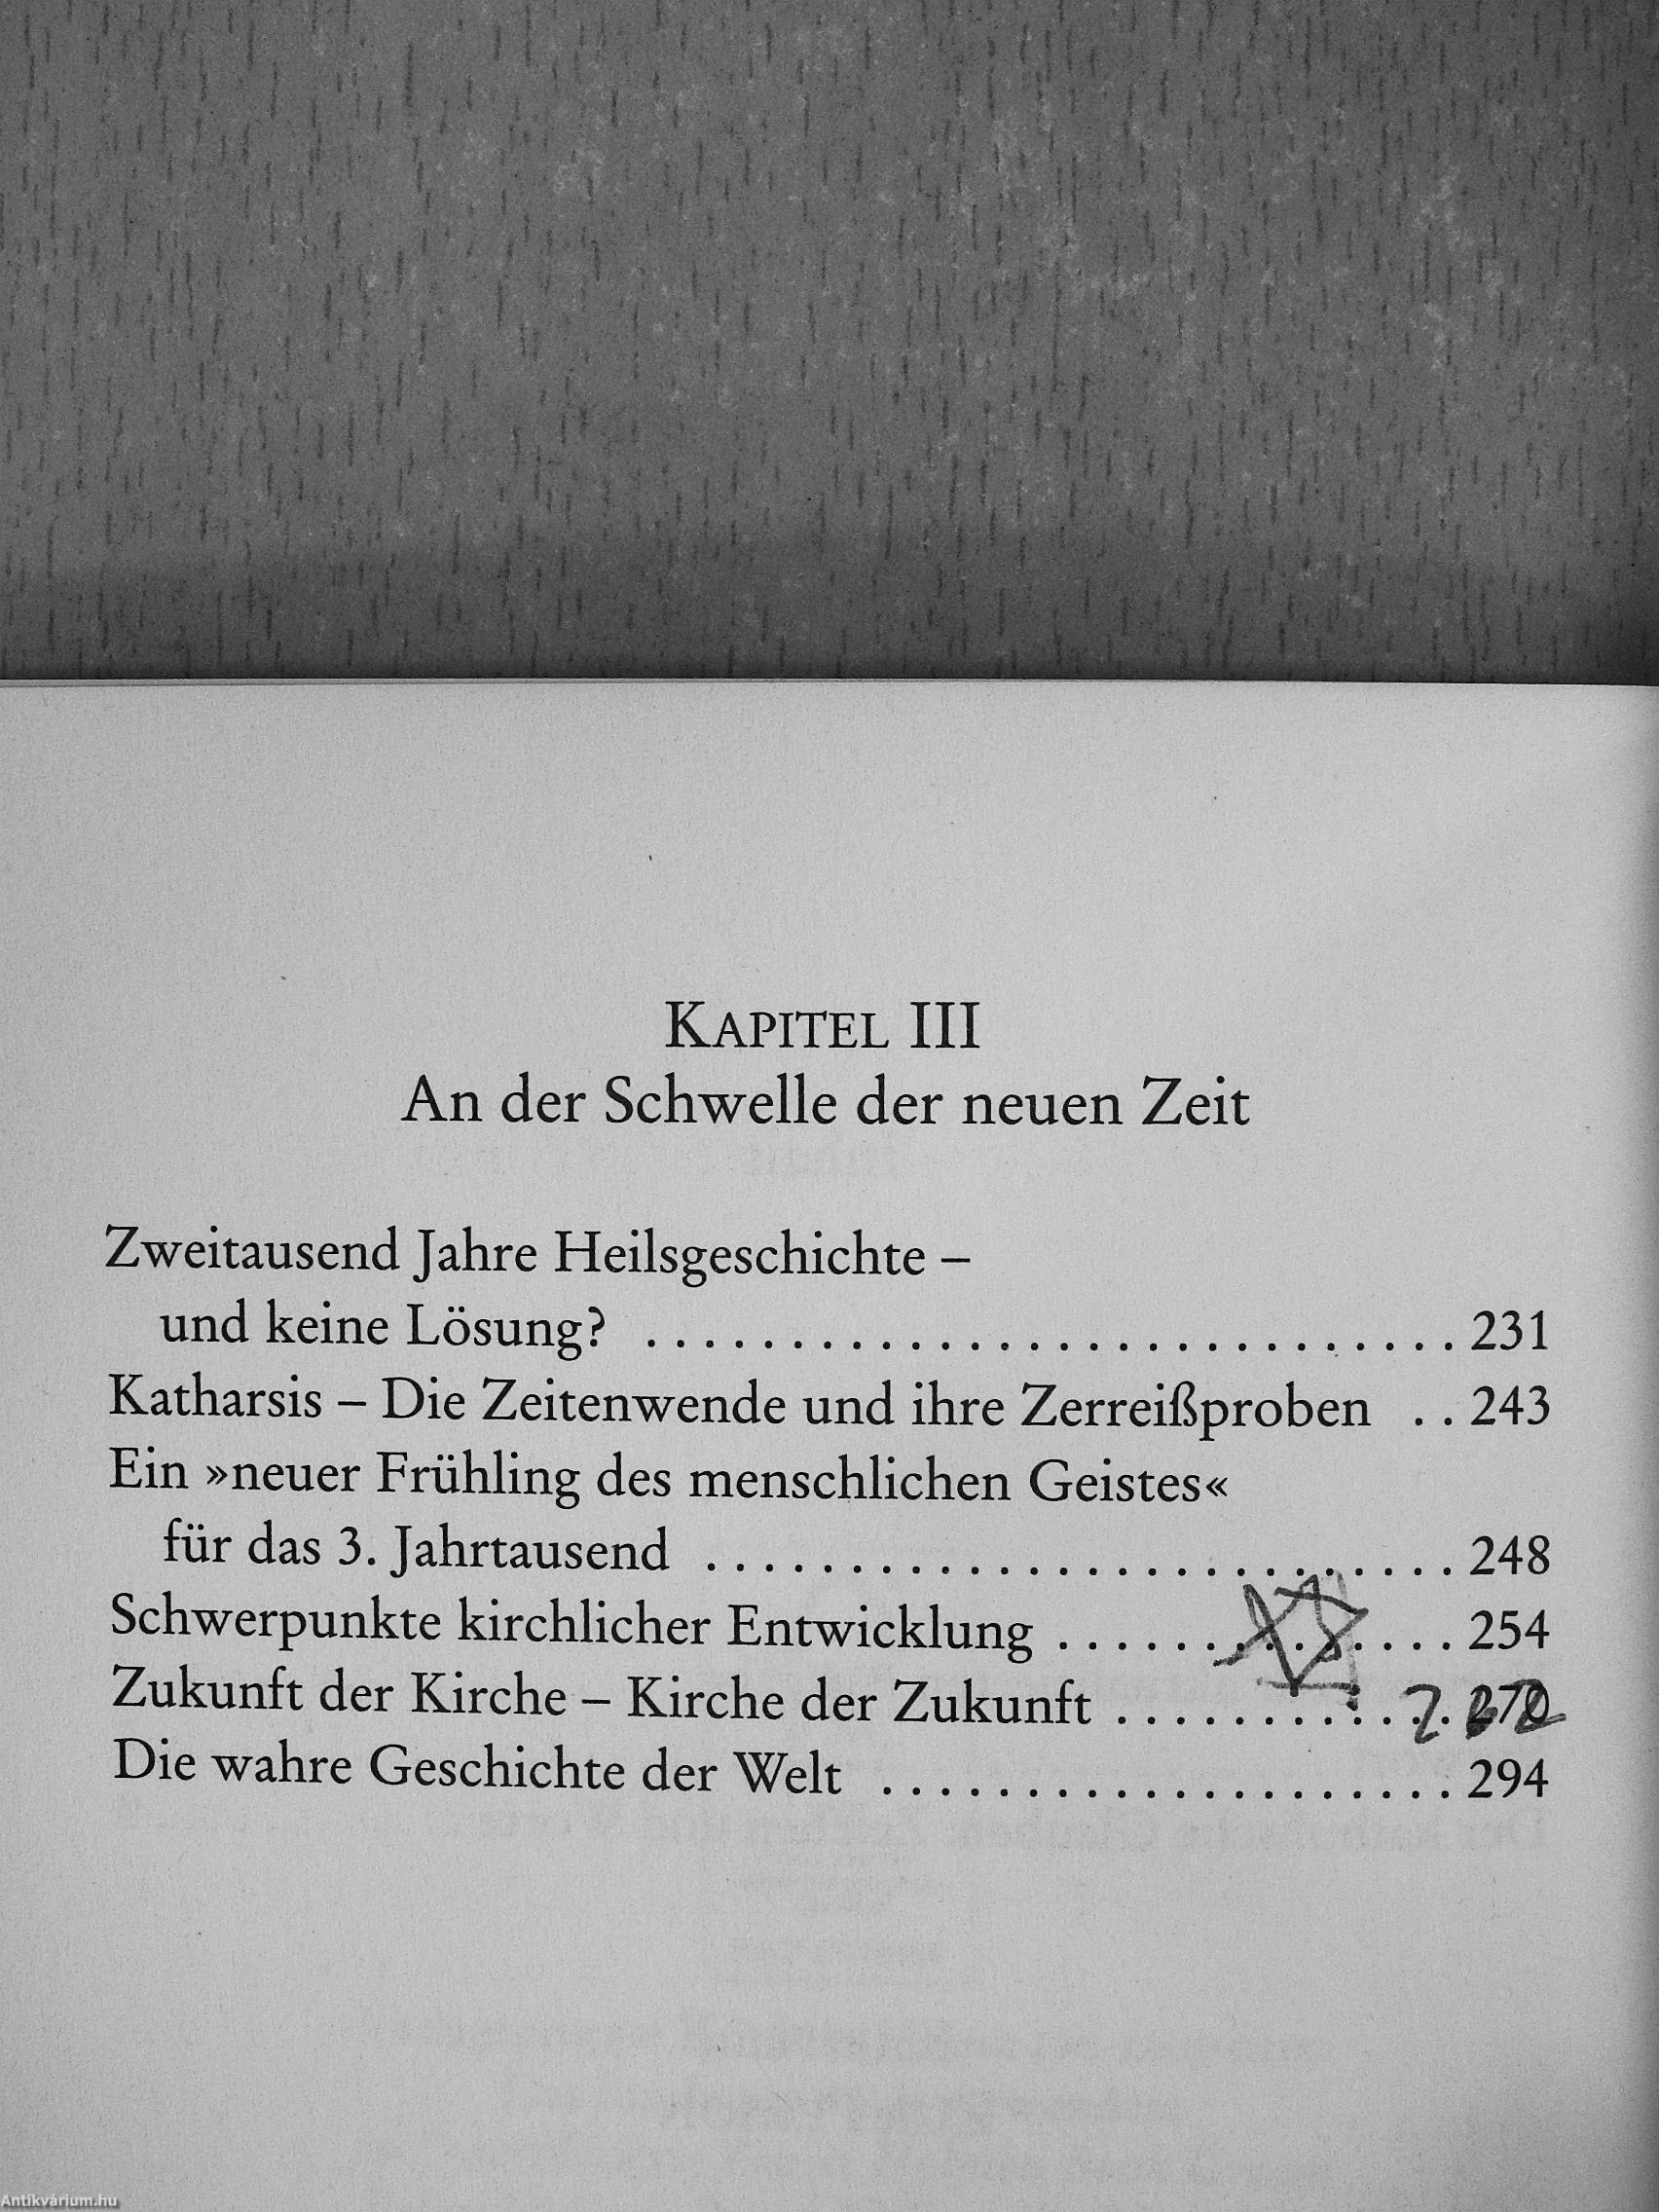 KAPITEL III
An der Schwelle der neuen Zeit
Zweitausend Jahre Heilsgeschichte –
und keine Lösung? . . . . . . . . . . . . . . . . . . . . . . . . . . . . 231
Katharsis – Die Zeitenwende und ihre Zerreißproben . . 243
Ein »neuer Frühling des menschlichen Geistes«
für das 3. Jahrtausend . . . . . . . . . . . . . . . . . . . . . . . . . . 248
Schwerpunkte kirchlicher Entwicklung . . . . . . . . . . . . . . 254
Zukunft der Kirche – Kirche der Zukunft . . . . . . . . . . . . 270
Die wahre Geschichte der Welt . . . . . . . . . . . . . . . . . . . . 294
Antikvárium.hu